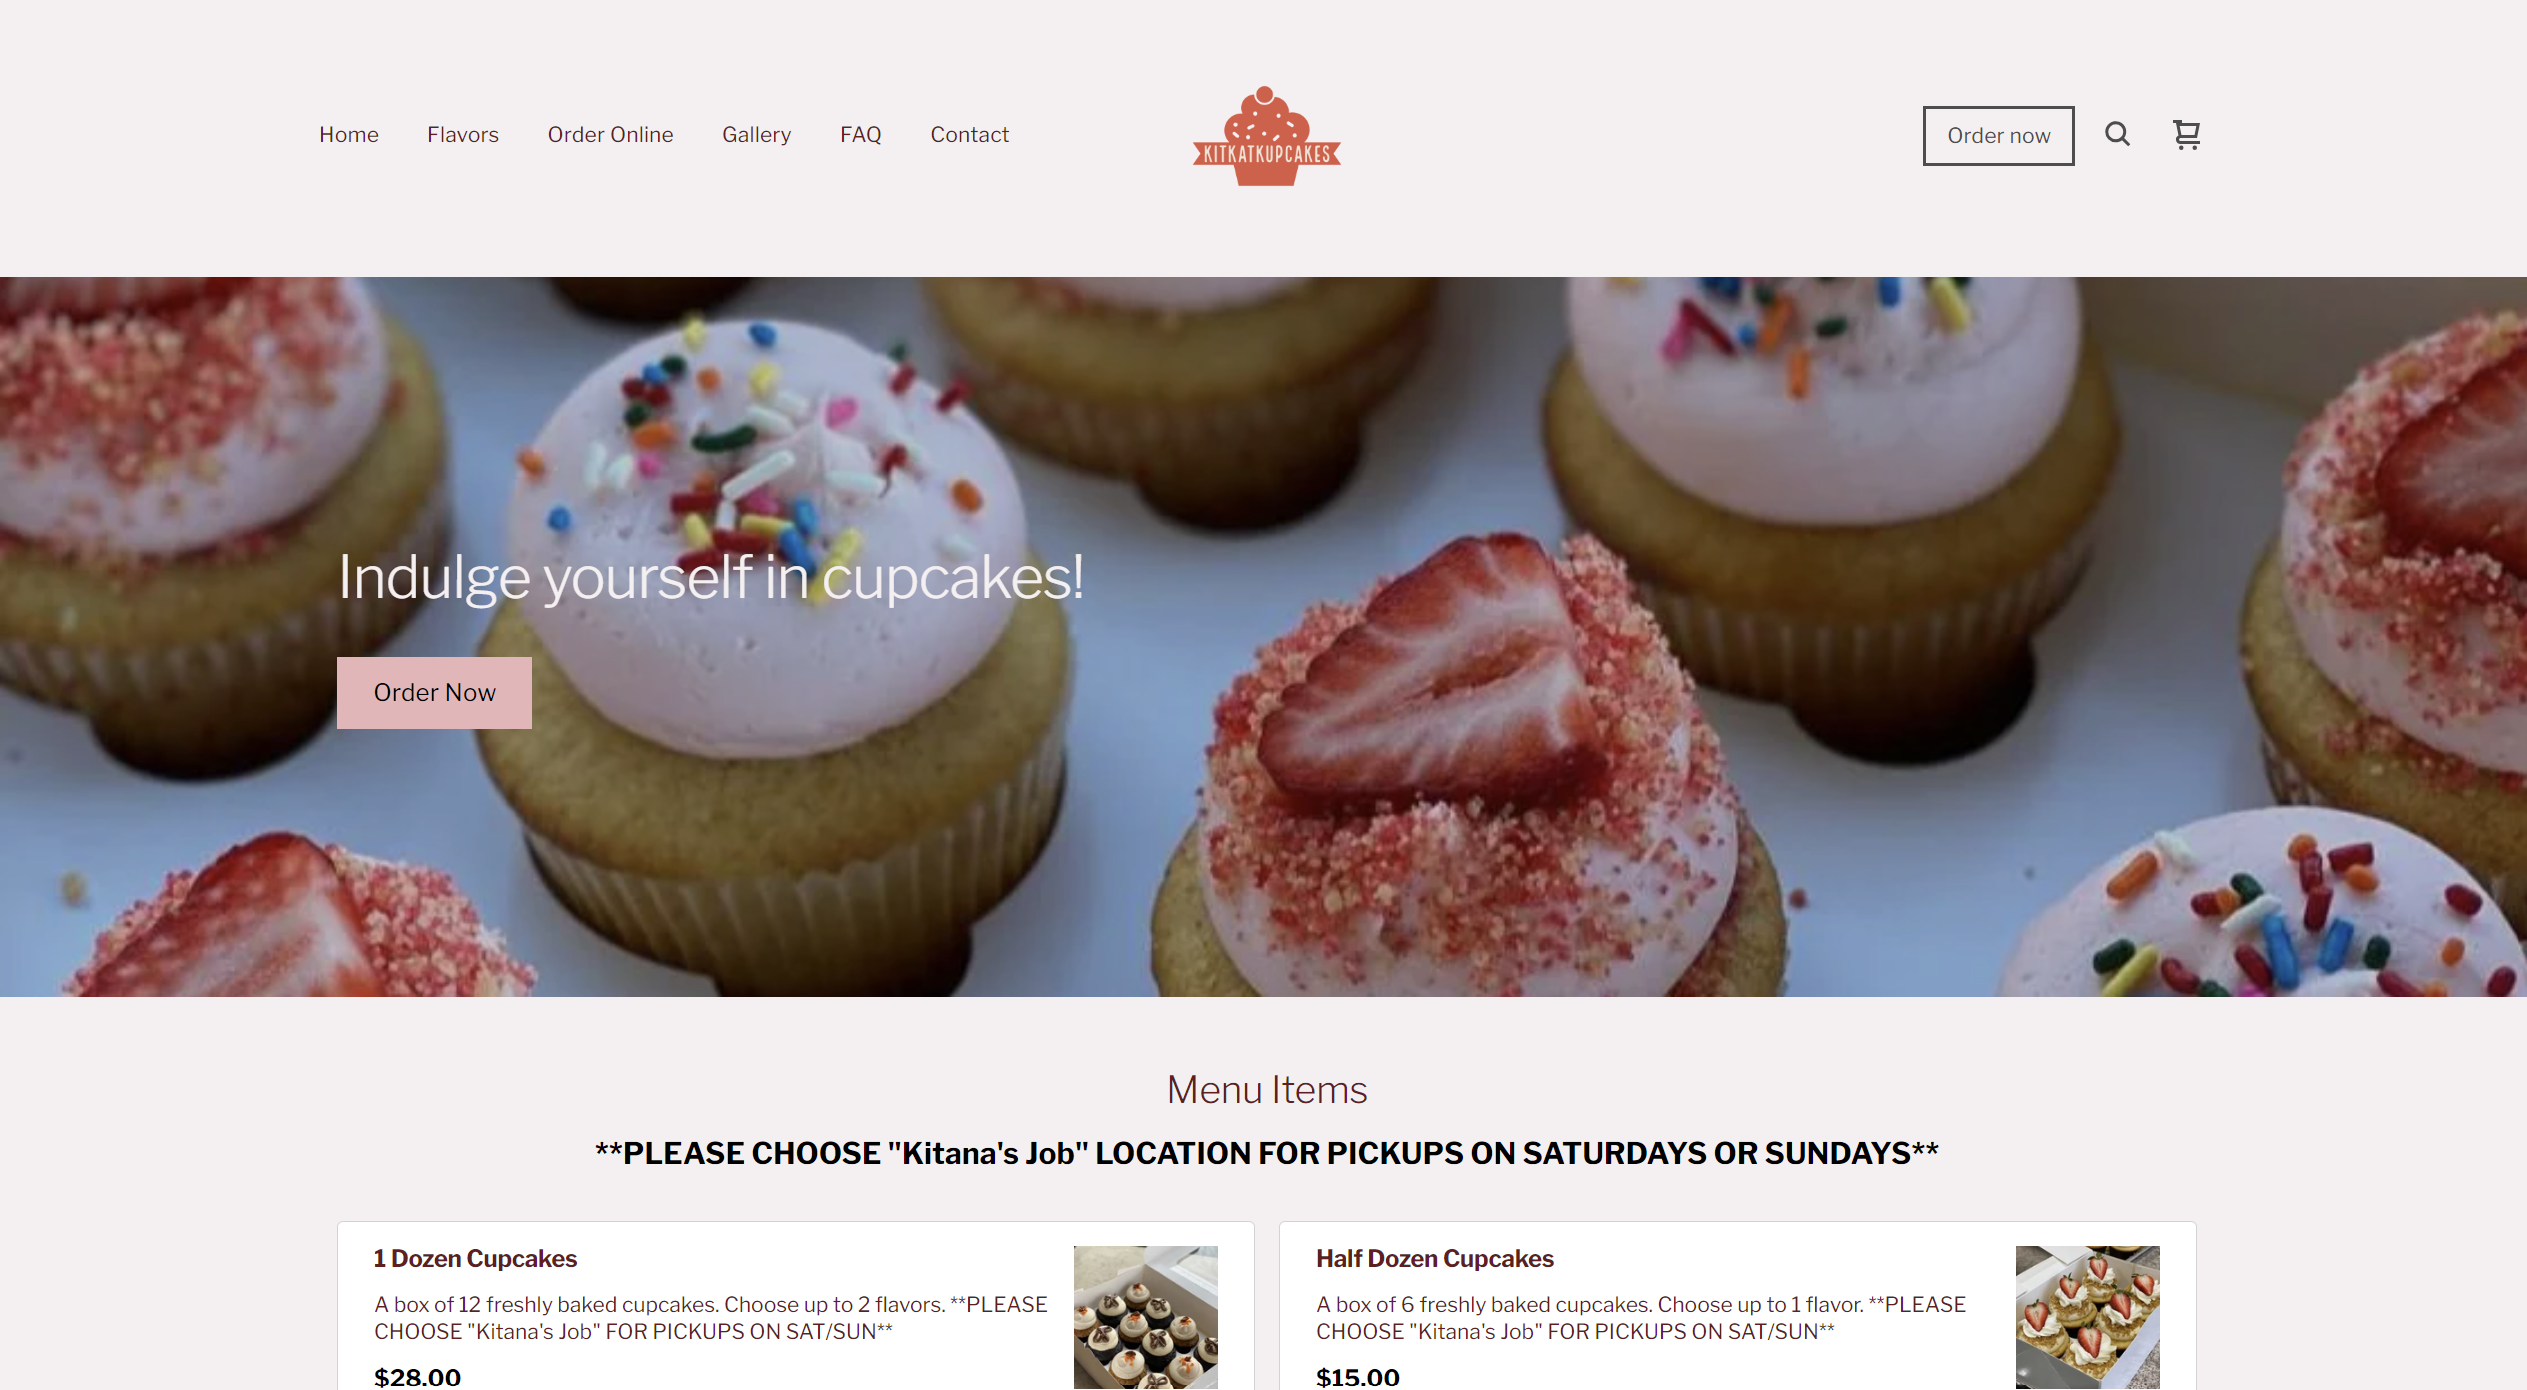 Home
Flavors
Order Online
Gallery
FAQ
Contact
KITKATKUPCAKES
Order now
Indulge yourself in cupcakes!
Order Now
Menu Items
**PLEASE CHOOSE "Kitana's Job" LOCATION FOR PICKUPS ON SATURDAYS OR SUNDAYS**
1 Dozen Cupcakes
A box of 12 freshly baked cupcakes. Choose up to 2 flavors. **PLEASE
CHOOSE "Kitana's Job" FOR PICKUPS ON SAT/SUN**
$28.00
Half Dozen Cupcakes
A box of 6 freshly baked cupcakes. Choose up to 1 flavor. **PLEASE
CHOOSE "Kitana's Job" FOR PICKUPS ON SAT/SUN**
$15.00